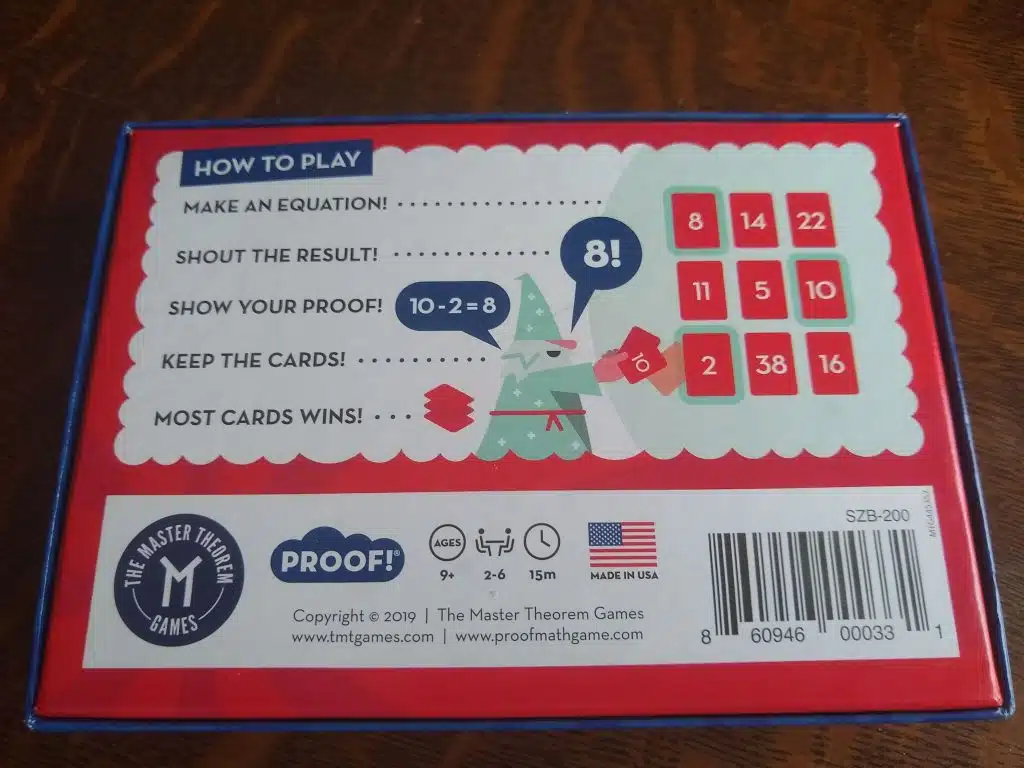 HOW TO PLAY
MAKE AN EQUATION!
SHOUT THE RESULT!
8!
SHOW YOUR PROOF!
10-2=8
KEEP THE CARDS!
MOST CARDS WINS!
10
8 14 22
11 5 10
2 38 16
THE MASTER THEOREM
M
GAMES
PROOF!®
AGES
9+ 2-6 15m
MADE IN USA
Copyright © 2019 | The Master Theorem Games
www.tmtgames.com | www.proofmathgame.com
SZB-200
8 60946 00033 1